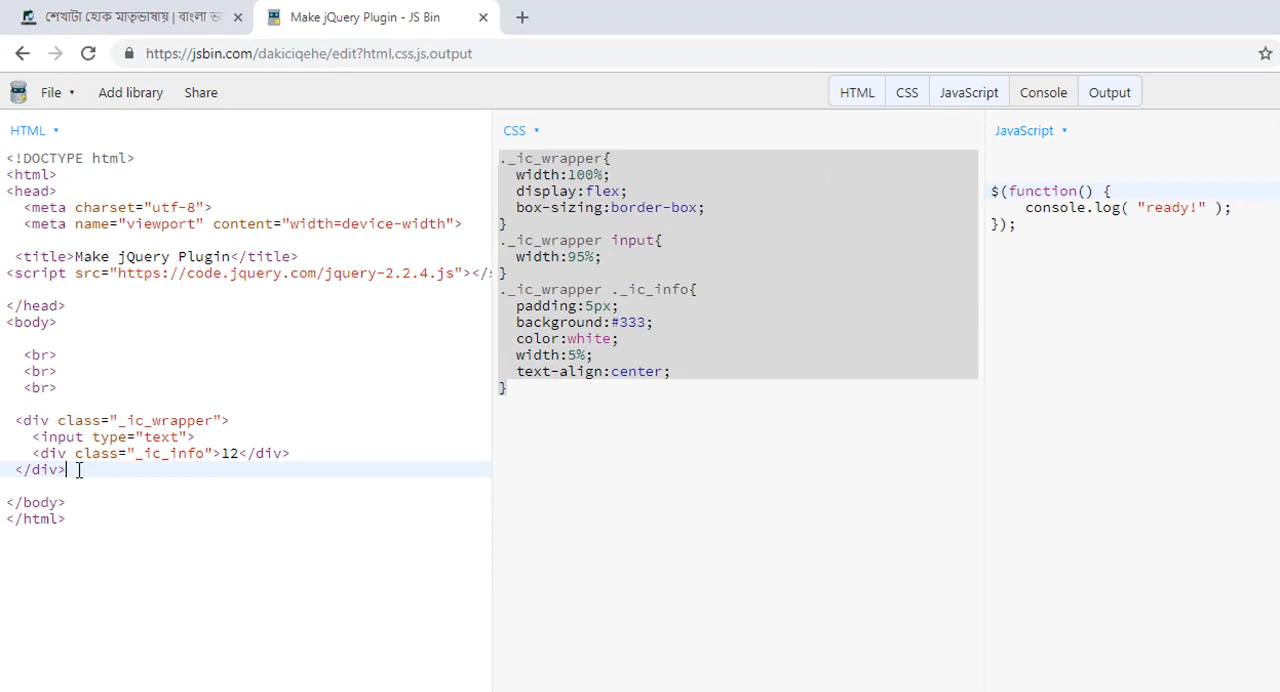 শেখাটা হোক মাতৃভাষায় | বাংলা ভা
Make jQuery Plugin - JS Bin
https://jsbin.com/dakiciqehe/edit?html,css,js,output
File Add library Share HTML CSS JavaScript Console Output
HTML
<!DOCTYPE html>
<html>
<head>
<meta charset="utf-8">
<meta name="viewport" content="width=device-width">
<title>Make jQuery Plugin</title>
<script src="https://code.jquery.com/jquery-2.2.4.js"></s
</head>
<body>
<br>
<br>
<br>
<div class="_ic_wrapper">
<input type="text">
<div class="_ic_info">12</div>
</div>
</body>
</html>
CSS
._ic_wrapper{
width:100%;
display:flex;
box-sizing:border-box;
}
._ic_wrapper input{
width:95%;
}
._ic_wrapper ._ic_info{
padding:5px;
background:#333;
color:white;
width:5%;
text-align:center;
}
JavaScript
$(function() {
console.log( "ready!" );
});